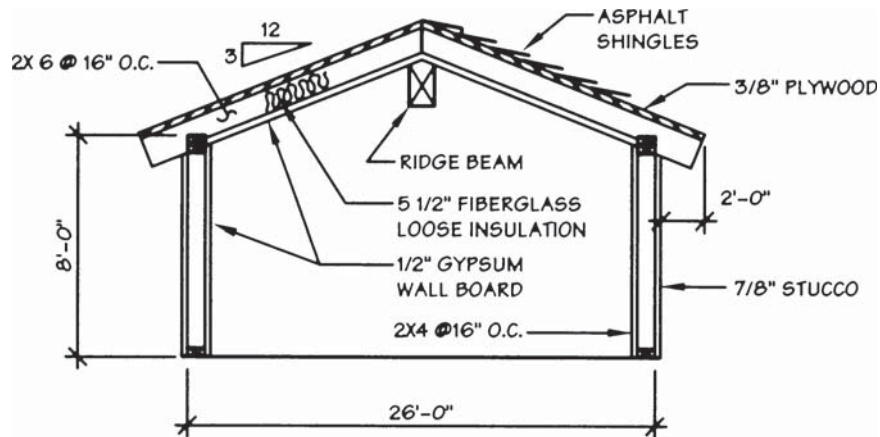 12
3
2X 6 @ 16" O.C.
ASPHALT
SHINGLES
3/8" PLYWOOD
RIDGE BEAM
2'-0"
5 1/2" FIBERGLASS
LOOSE INSULATION
8'-0"
1/2" GYPSUM
WALL BOARD
7/8" STUCCO
2X4 @16" O.C.
26'-0"